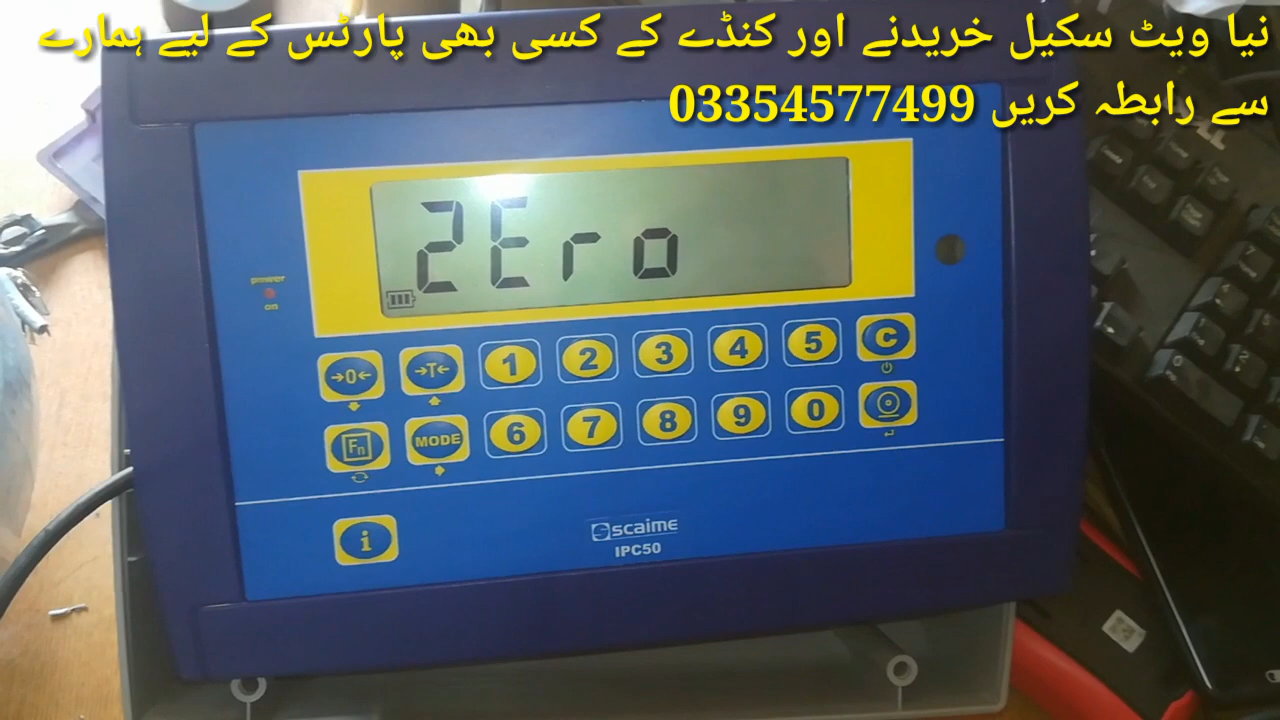 نیا ویٹ سکیل خریدنے اور کنڈے کے کسی بھی پارٹس کے لیے ہمارے
سے رابطہ کریں 03354577499
ZEro
power
on
→0← →T← 1 2 3 4 5 C
Fn MODE 6 7 8 9 0
i
scaime
IPC50